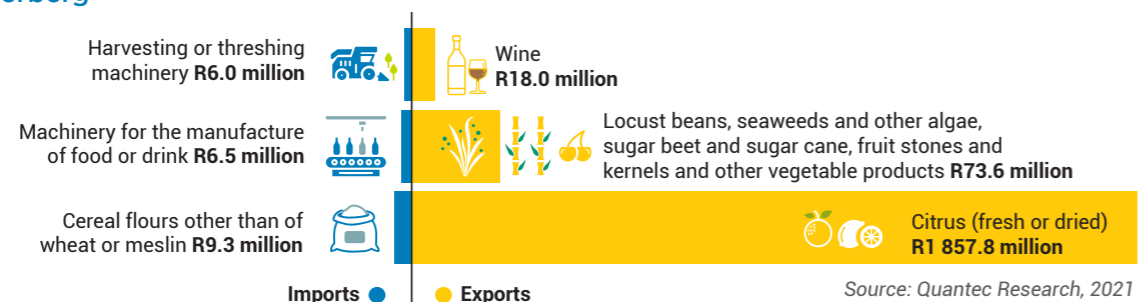 Harvesting or threshing
machinery R6.0 million
Wine
R18.0 million
Machinery for the manufacture
of food or drink R6.5 million
Locust beans, seaweeds and other algae,
sugar beet and sugar cane, fruit stones and
kernels and other vegetable products R73.6 million
Cereal flours other than of
wheat or meslin R9.3 million
Citrus (fresh or dried)
R1 857.8 million
Imports
Exports
Source: Quantec Research, 2021